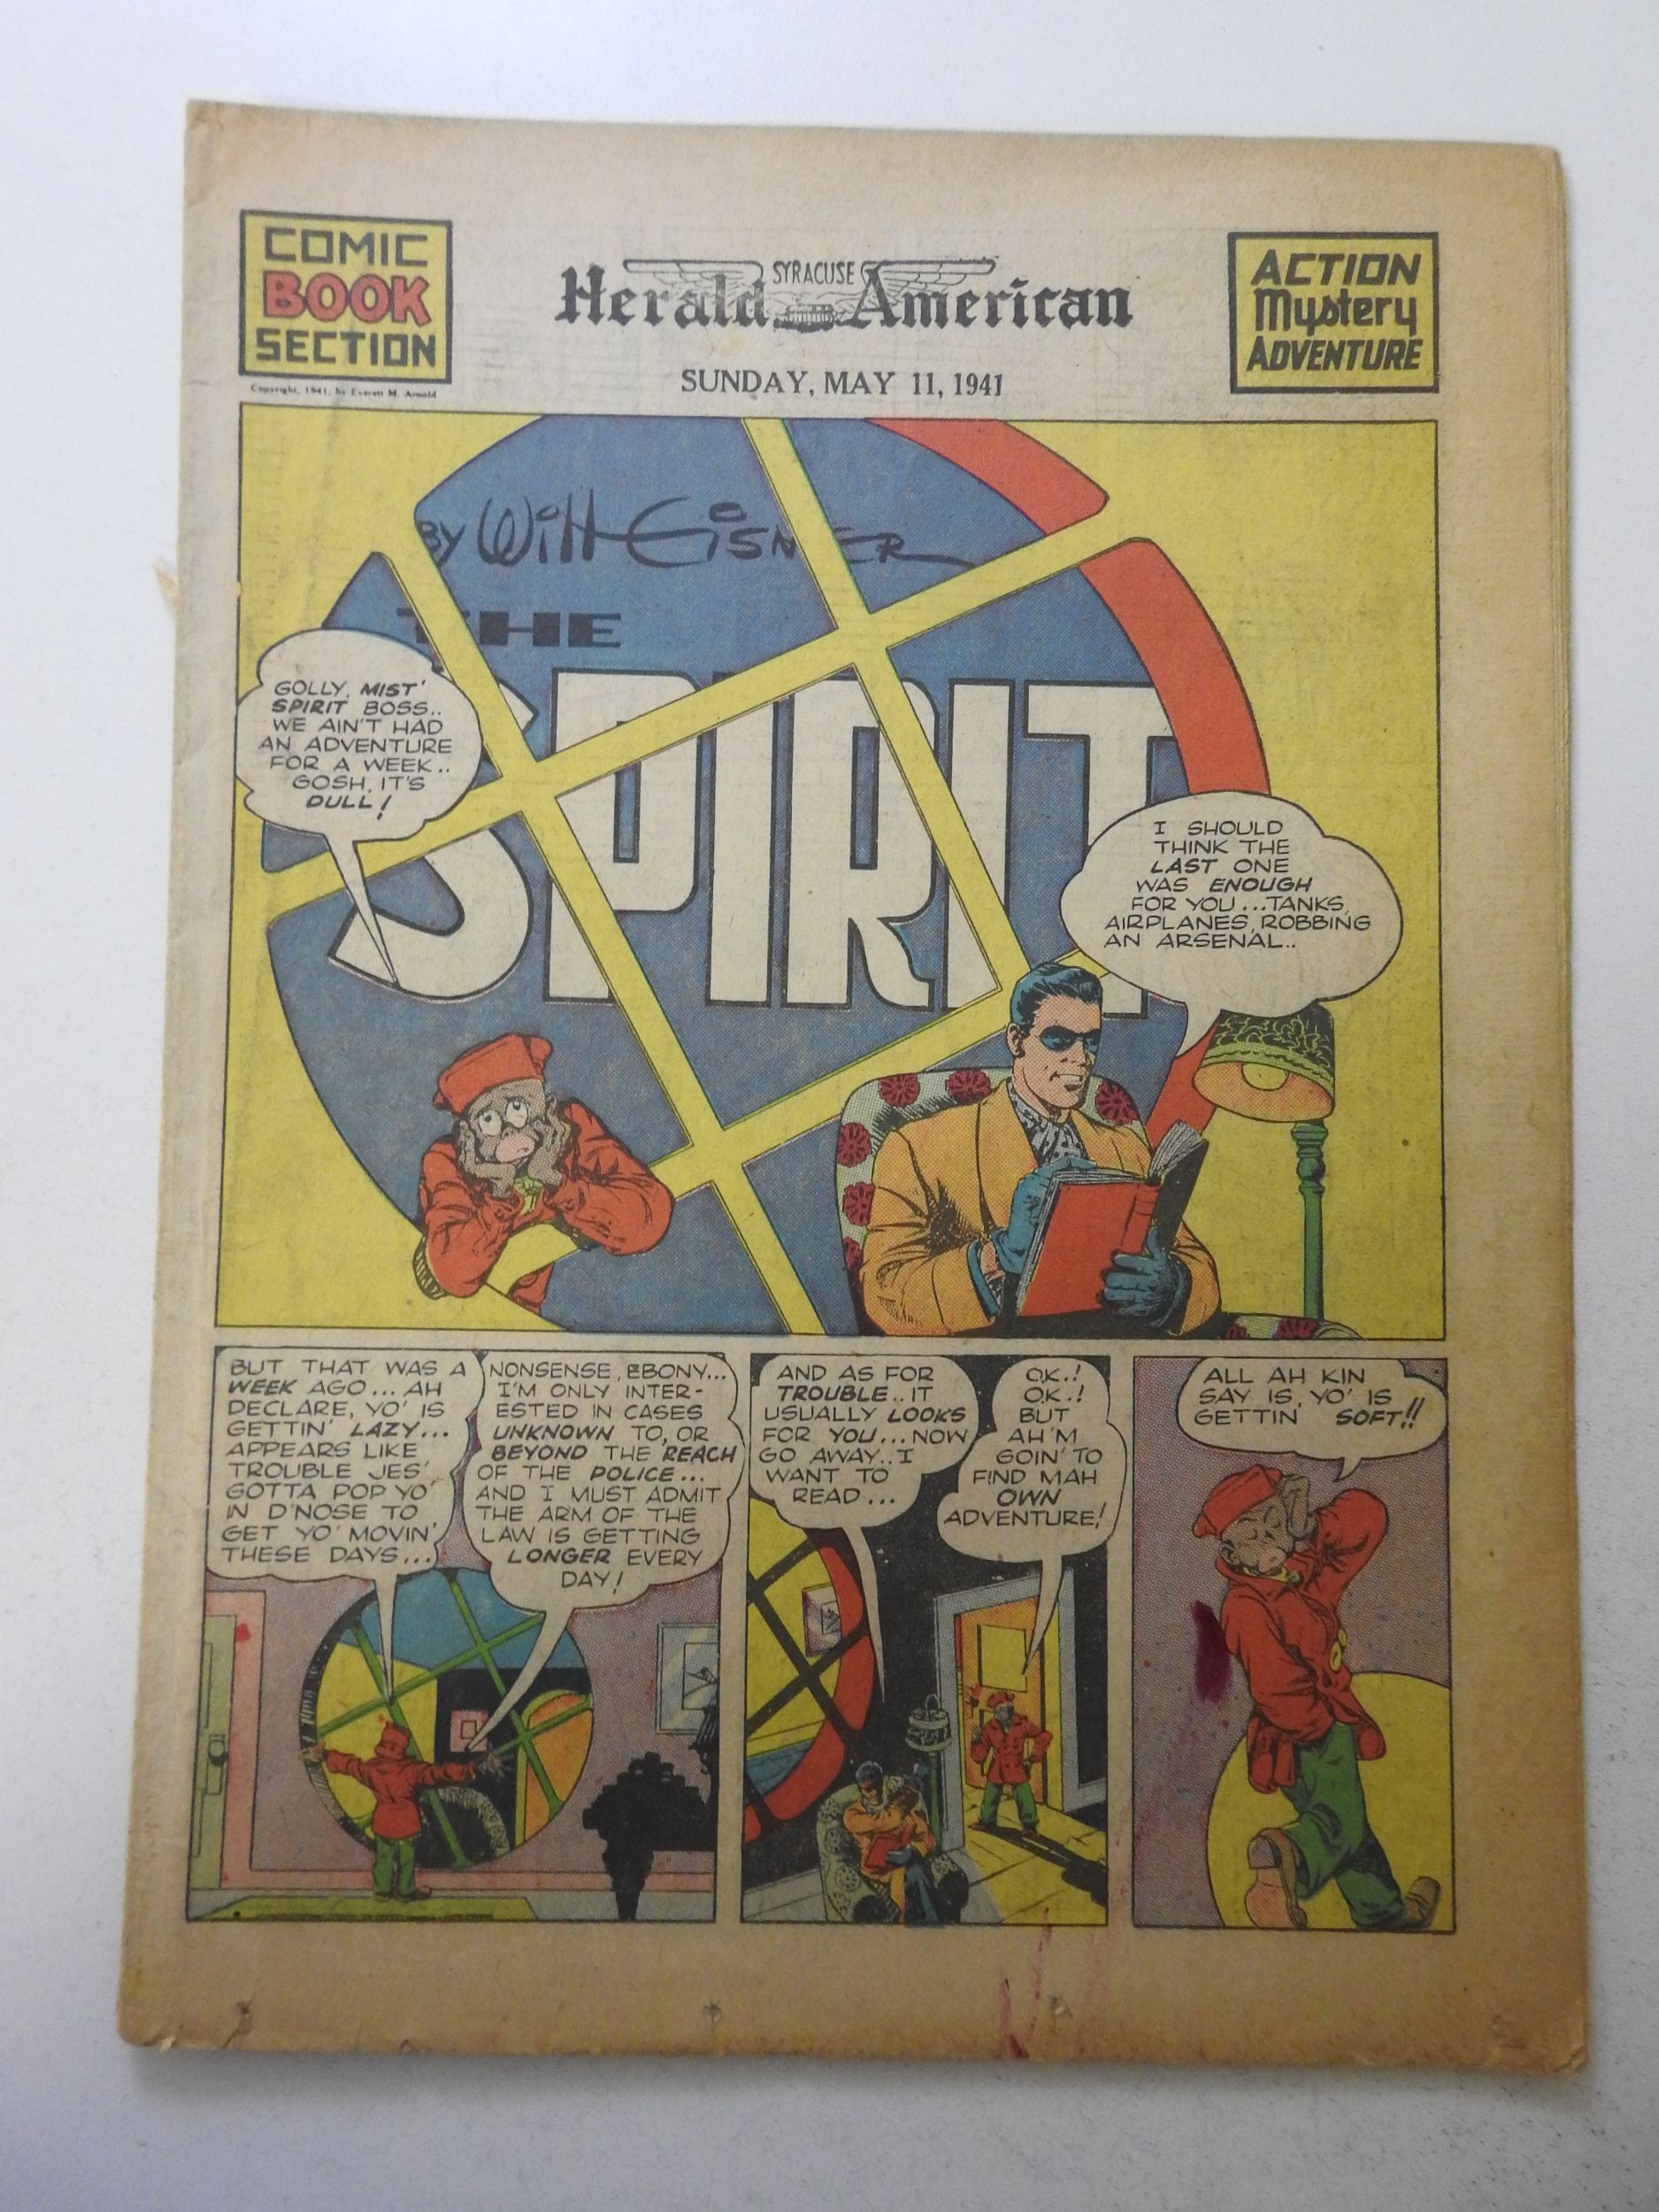 COMIC
BOOK
SECTION
Copyright, 1941, by Everett M. Arnold
SYRACUSE
Herald American
SUNDAY, MAY 11, 1941
ACTION
Mystery
ADVENTURE
BY WILL EISNER
THE
SPIRIT
GOLLY, MIST'
SPIRIT BOSS..
WE AIN'T HAD
AN ADVENTURE
FOR A WEEK..
GOSH, IT'S
DULL!
I SHOULD
THINK THE
LAST ONE
WAS ENOUGH
FOR YOU...TANKS,
AIRPLANES, ROBBING
AN ARSENAL..
BUT THAT WAS A
WEEK AGO... AH
DECLARE, YO' IS
GETTIN' LAZY...
APPEARS LIKE
TROUBLE JES'
GOTTA POP YO'
IN D'NOSE TO
GET YO' MOVIN'
THESE DAYS...
NONSENSE, EBONY...
I'M ONLY INTER-
ESTED IN CASES
UNKNOWN TO, OR
BEYOND THE REACH
OF THE POLICE...
AND I MUST ADMIT
THE ARM OF THE
LAW IS GETTING
LONGER EVERY
DAY!
AND AS FOR
TROUBLE.. IT
USUALLY LOOKS
FOR YOU...NOW
GO AWAY.. I
WANT TO
READ...
O.K.!
O.K.!
BUT
AH'M
GOIN' TO
FIND MAH
OWN
ADVENTURE!
ALL AH KIN
SAY IS, YO' IS
GETTIN' SOFT!!